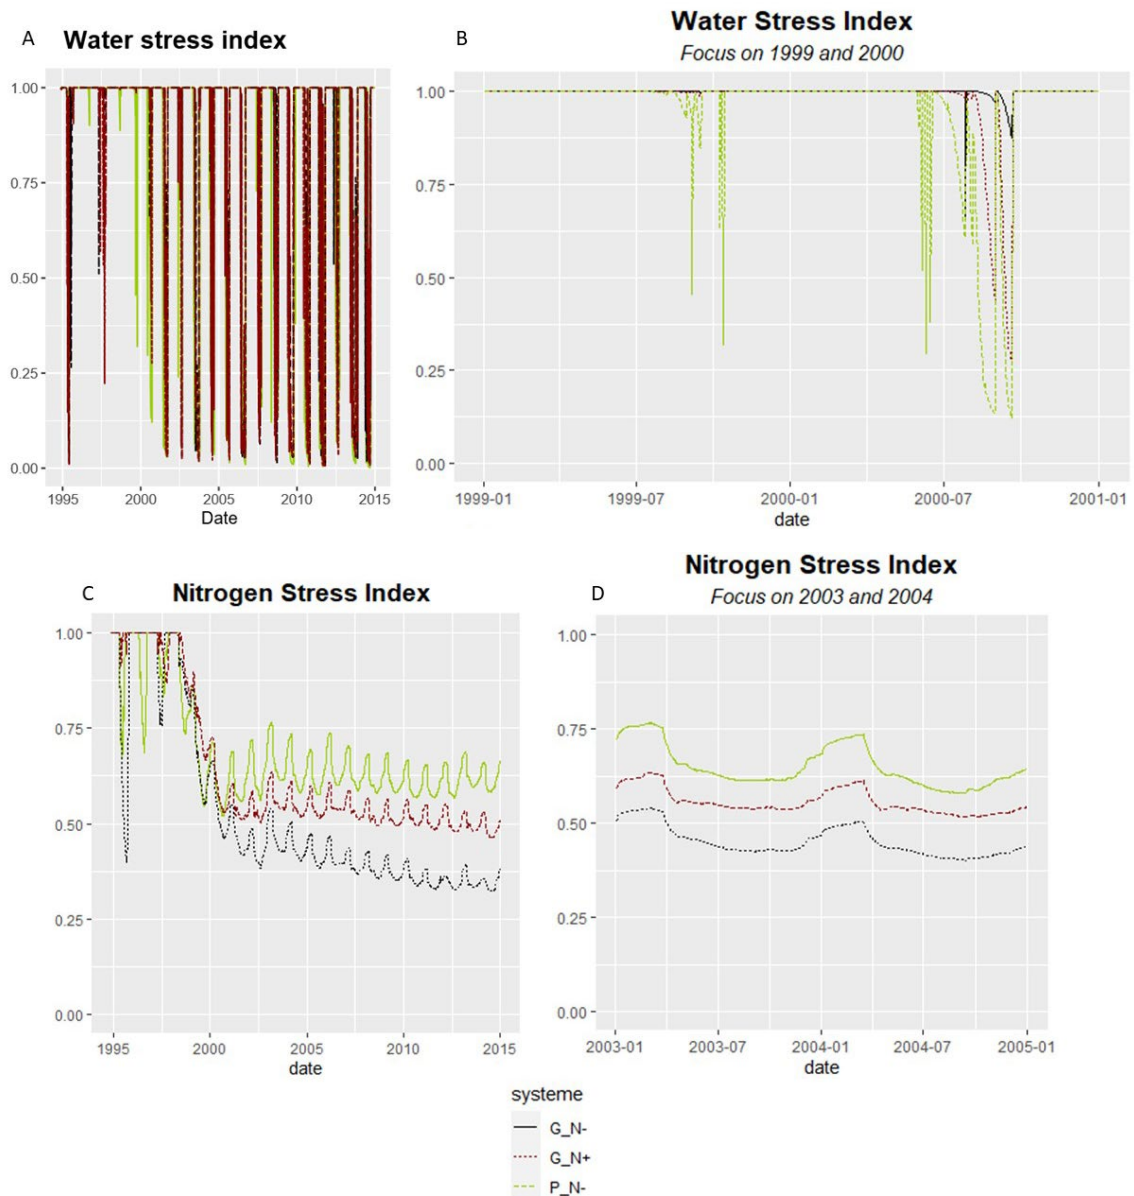 A Water stress index
1.00
0.75
0.50
0.25
0.00
1995 2000 2005 2010 2015
Date
B Water Stress Index
Focus on 1999 and 2000
1.00
0.75
0.50
0.25
0.00
1999-01 1999-07 2000-01 2000-07 2001-01
date
C Nitrogen Stress Index
1.00
0.75
0.50
0.25
0.00
1995 2000 2005 2010 2015
date
D Nitrogen Stress Index
Focus on 2003 and 2004
1.00
0.75
0.50
0.25
0.00
2003-01 2003-07 2004-01 2004-07 2005-01
date
systeme
G_N-
G_N+
P_N-